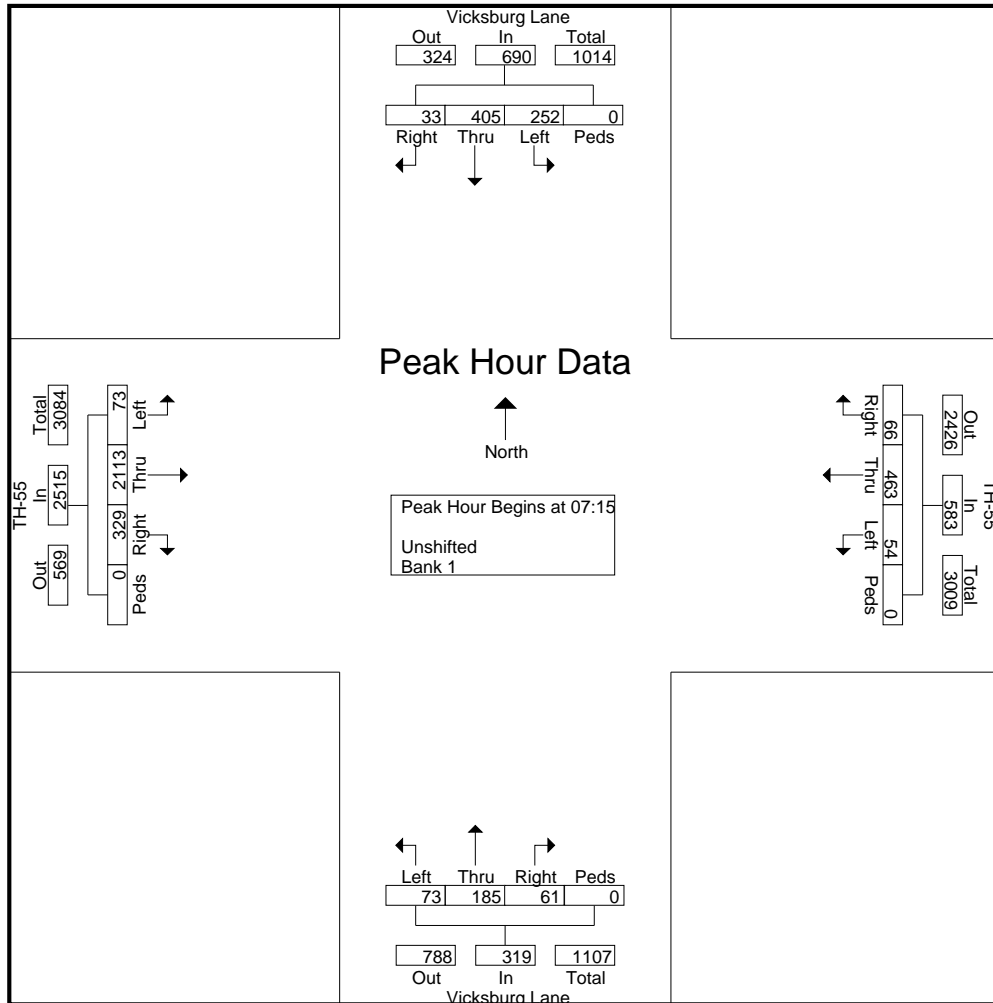 Vicksburg Lane
Out In Total
324 690 1014
33 405 252 0
Right Thru Left Peds
Peak Hour Data
North
Peak Hour Begins at 07:15
Unshifted
Bank 1
TH-55
Total In Out
3084 2515 569
73 2113 329 0
Left Thru Right Peds
TH-55
Out In Total
2426 583 3009
66 463 54 0
Right Thru Left Peds
Left Thru Right Peds
73 185 61 0
788 319 1107
Out In Total
Vicksburg Lane